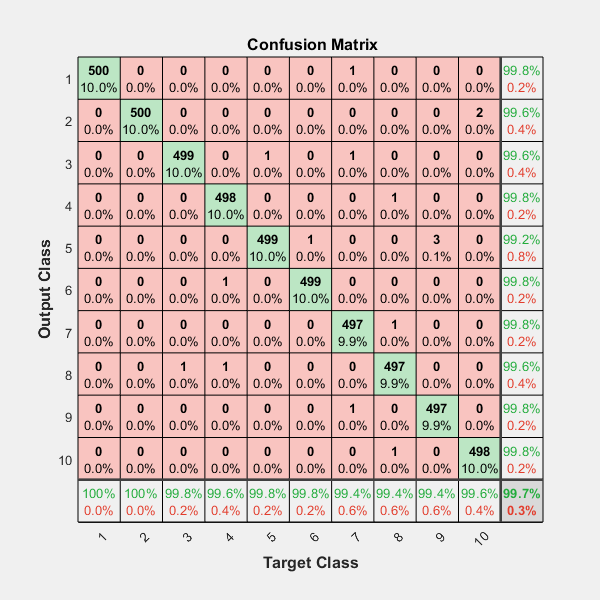 Confusion Matrix
1 500 0 0 0 0 0 1 0 0 0 99.8%
10.0% 0.0% 0.0% 0.0% 0.0% 0.0% 0.0% 0.0% 0.0% 0.0% 0.2%
2 0 500 0 0 0 0 0 0 0 2 99.6%
0.0% 10.0% 0.0% 0.0% 0.0% 0.0% 0.0% 0.0% 0.0% 0.0% 0.4%
3 0 0 499 0 1 0 1 0 0 0 99.6%
0.0% 0.0% 10.0% 0.0% 0.0% 0.0% 0.0% 0.0% 0.0% 0.0% 0.4%
4 0 0 0 498 0 0 0 1 0 0 99.8%
0.0% 0.0% 0.0% 10.0% 0.0% 0.0% 0.0% 0.0% 0.0% 0.0% 0.2%
5 0 0 0 0 499 1 0 0 3 0 99.2%
0.0% 0.0% 0.0% 0.0% 10.0% 0.0% 0.0% 0.0% 0.1% 0.0% 0.8%
6 0 0 0 1 0 499 0 0 0 0 99.8%
0.0% 0.0% 0.0% 0.0% 0.0% 10.0% 0.0% 0.0% 0.0% 0.0% 0.2%
7 0 0 0 0 0 0 497 1 0 0 99.8%
0.0% 0.0% 0.0% 0.0% 0.0% 0.0% 9.9% 0.0% 0.0% 0.0% 0.2%
8 0 0 1 1 0 0 0 497 0 0 99.6%
0.0% 0.0% 0.0% 0.0% 0.0% 0.0% 0.0% 9.9% 0.0% 0.0% 0.4%
9 0 0 0 0 0 0 1 0 497 0 99.8%
0.0% 0.0% 0.0% 0.0% 0.0% 0.0% 0.0% 0.0% 9.9% 0.0% 0.2%
10 0 0 0 0 0 0 0 1 0 498 99.8%
0.0% 0.0% 0.0% 0.0% 0.0% 0.0% 0.0% 0.0% 0.0% 10.0% 0.2%
100% 100% 99.8% 99.6% 99.8% 99.8% 99.4% 99.4% 99.4% 99.6% 99.7%
0.0% 0.0% 0.2% 0.4% 0.2% 0.2% 0.6% 0.6% 0.6% 0.4% 0.3%
1 2 3 4 5 6 7 8 9 10
Target Class
Output Class